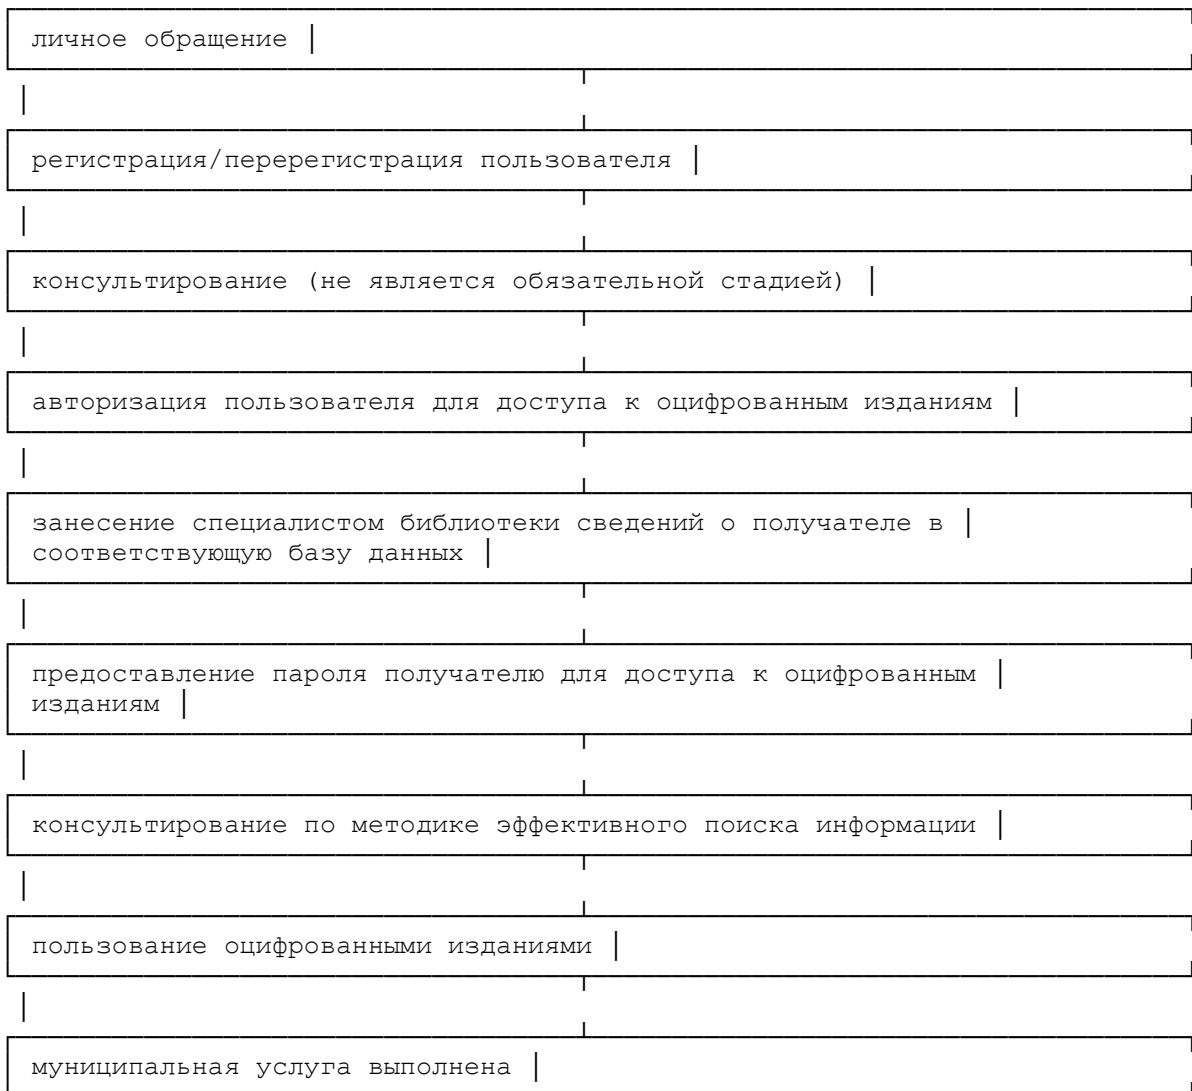 личное обращение
регистрация/перерегистрация пользователя
консультирование (не является обязательной стадией)
авторизация пользователя для доступа к оцифрованным изданиям
занесение специалистом библиотеки сведений о получателе в
соответствующую базу данных
предоставление пароля получателю для доступа к оцифрованным
изданиям
консультирование по методике эффективного поиска информации
пользование оцифрованными изданиями
муниципальная услуга выполнена